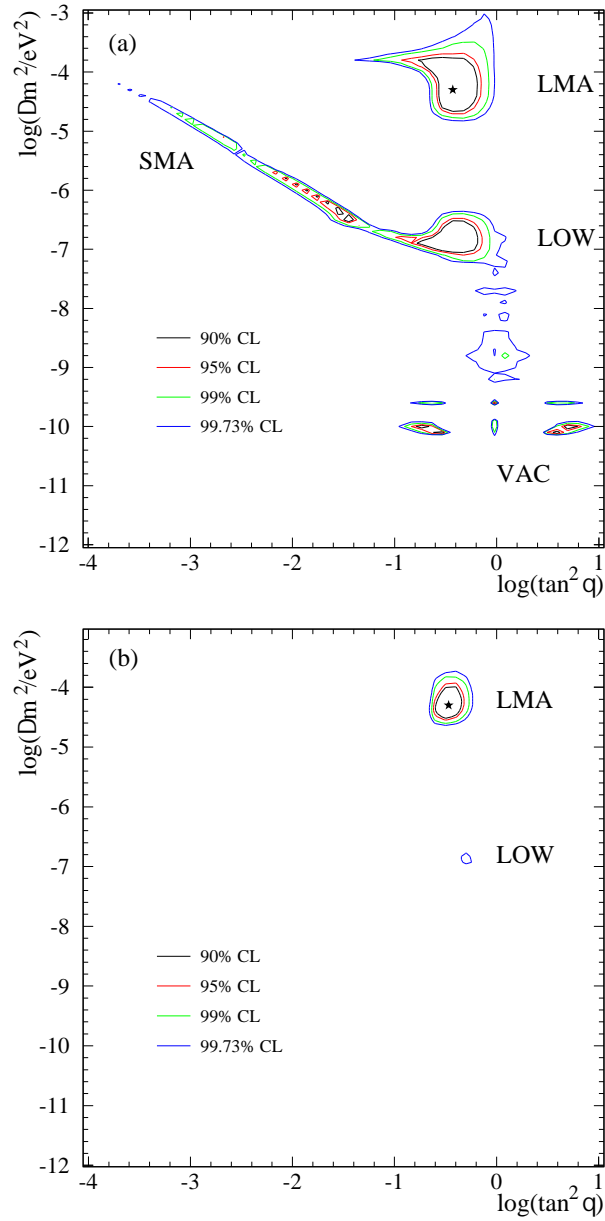 (a)
log(Dm²/eV²)
-3
-4
-5
-6
-7
-8
-9
-10
-11
-12
LMA
SMA
LOW
90% CL
95% CL
99% CL
99.73% CL
VAC
-4 -3 -2 -1 0 1
log(tan² q)
(b)
log(Dm²/eV²)
-4
-5
-6
-7
-8
-9
-10
-11
-12
LMA
LOW
90% CL
95% CL
99% CL
99.73% CL
-4 -3 -2 -1 0 1
log(tan² q)